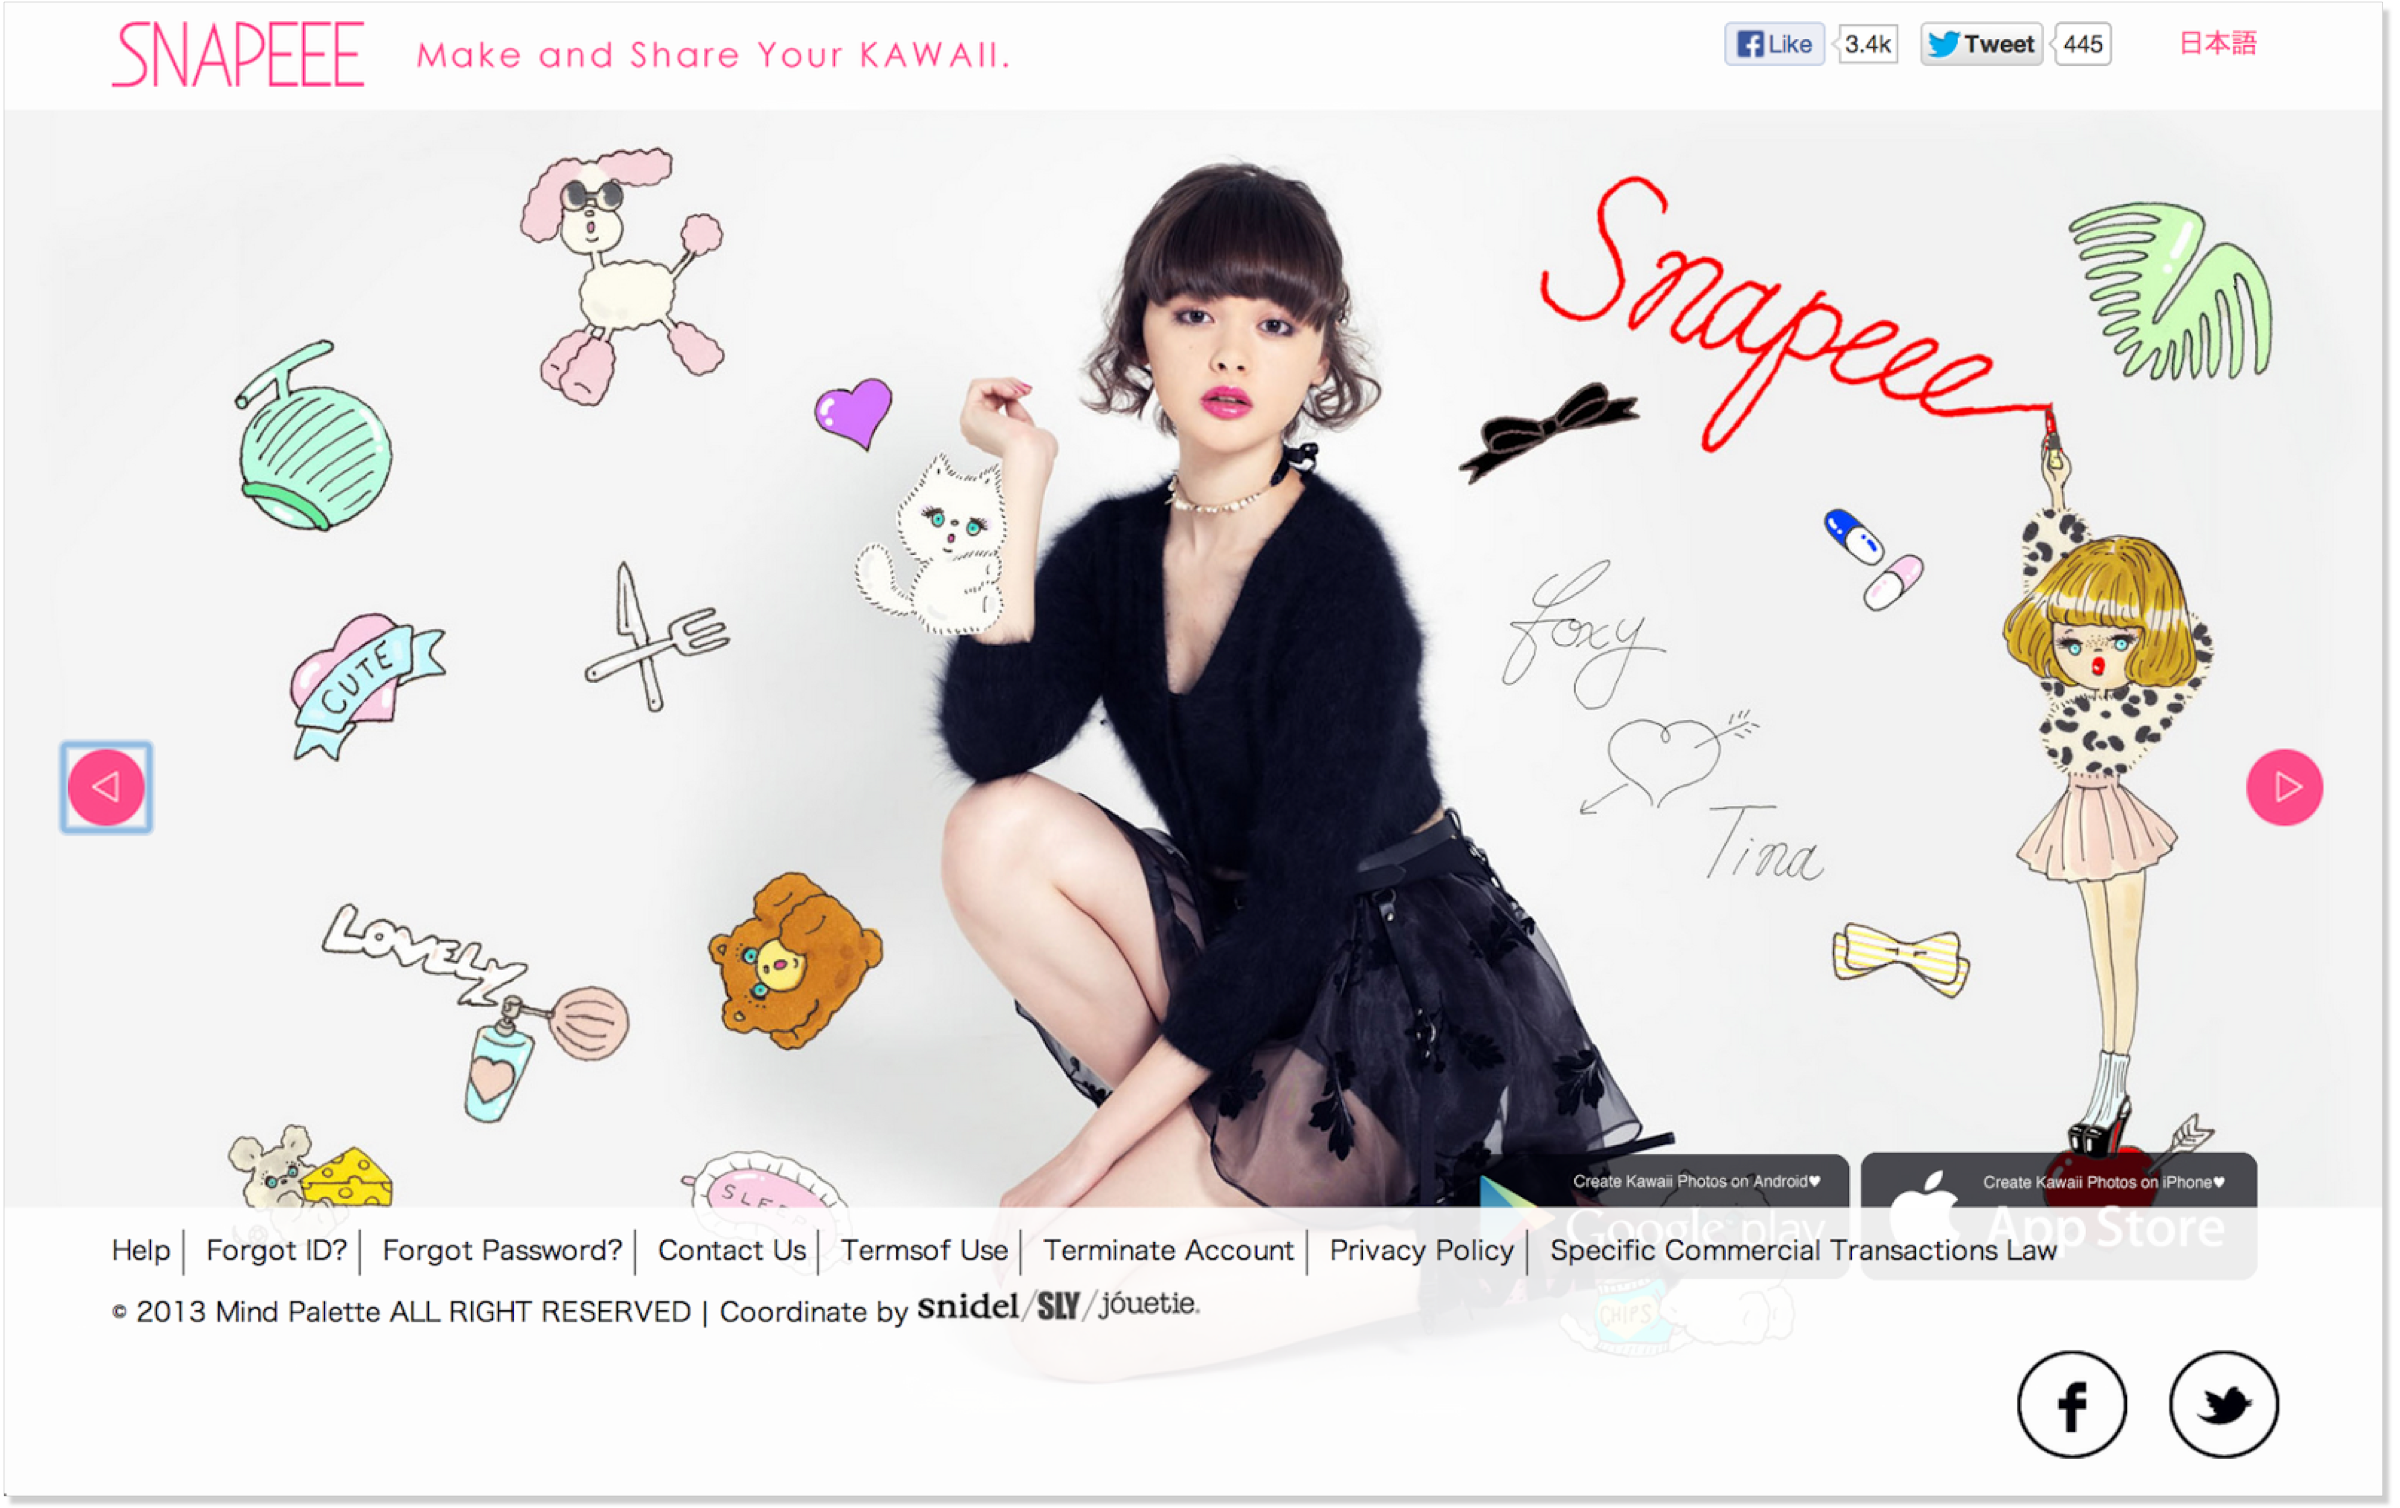 SNAPEEE Make and Share Your KAWAII.
Like 3.4k Tweet 445 日本語
Snapeee
foxy
CUTE
Tina
LOVELY
SLEEP
Create Kawaii Photos on Android♥
Google play
Create Kawaii Photos on iPhone♥
App Store
Help | Forgot ID? | Forgot Password? | Contact Us | Termsof Use | Terminate Account | Privacy Policy | Specific Commercial Transactions Law
© 2013 Mind Palette ALL RIGHT RESERVED | Coordinate by snidel/SLY/jóuetie.
CHIPS